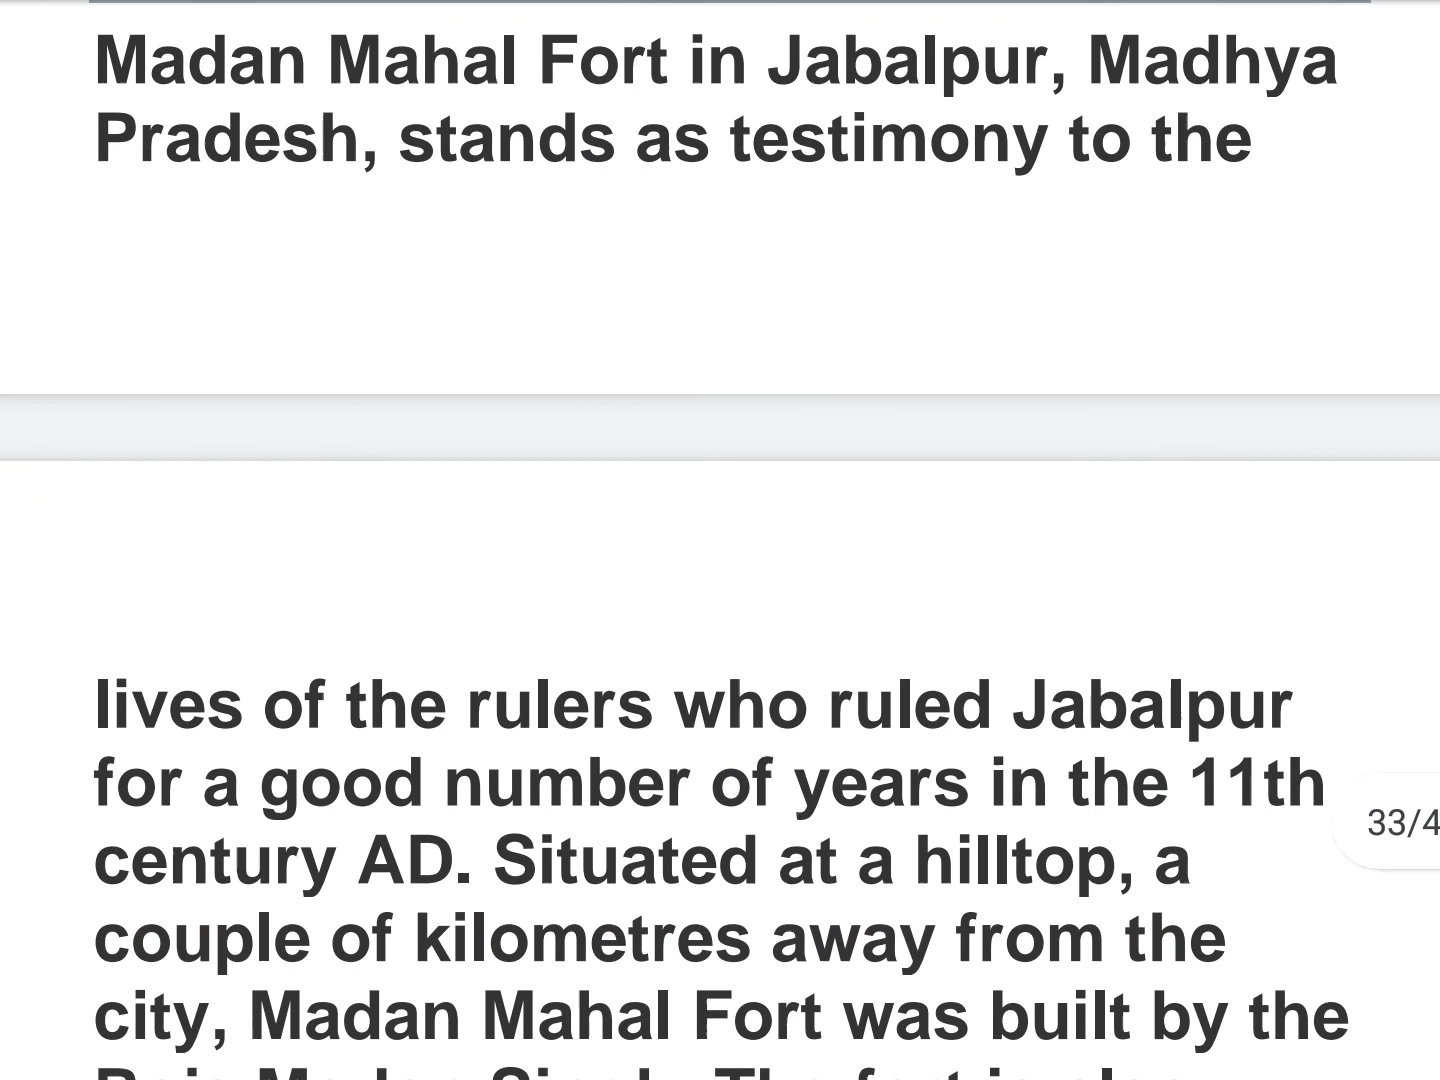 Madan Mahal Fort in Jabalpur, Madhya
Pradesh, stands as testimony to the
lives of the rulers who ruled Jabalpur
for a good number of years in the 11th
33/4
century AD. Situated at a hilltop, a
couple of kilometres away from the
city, Madan Mahal Fort was built by the